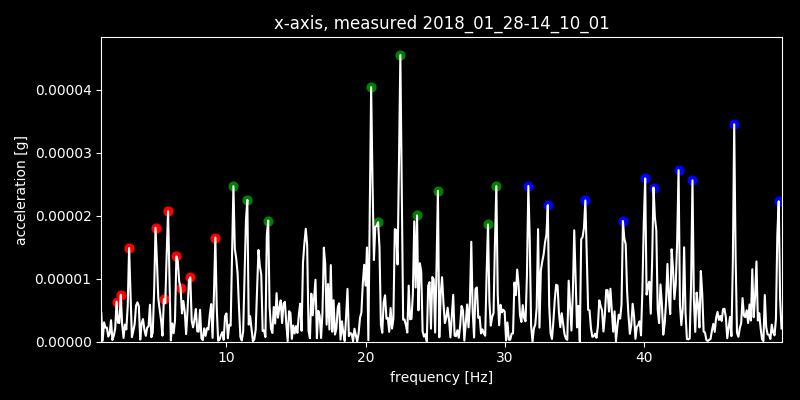 x-axis, measured 2018_01_28-14_10_01
acceleration [g]
0.00004
0.00003
0.00002
0.00001
0.00000
10 20 30 40
frequency [Hz]